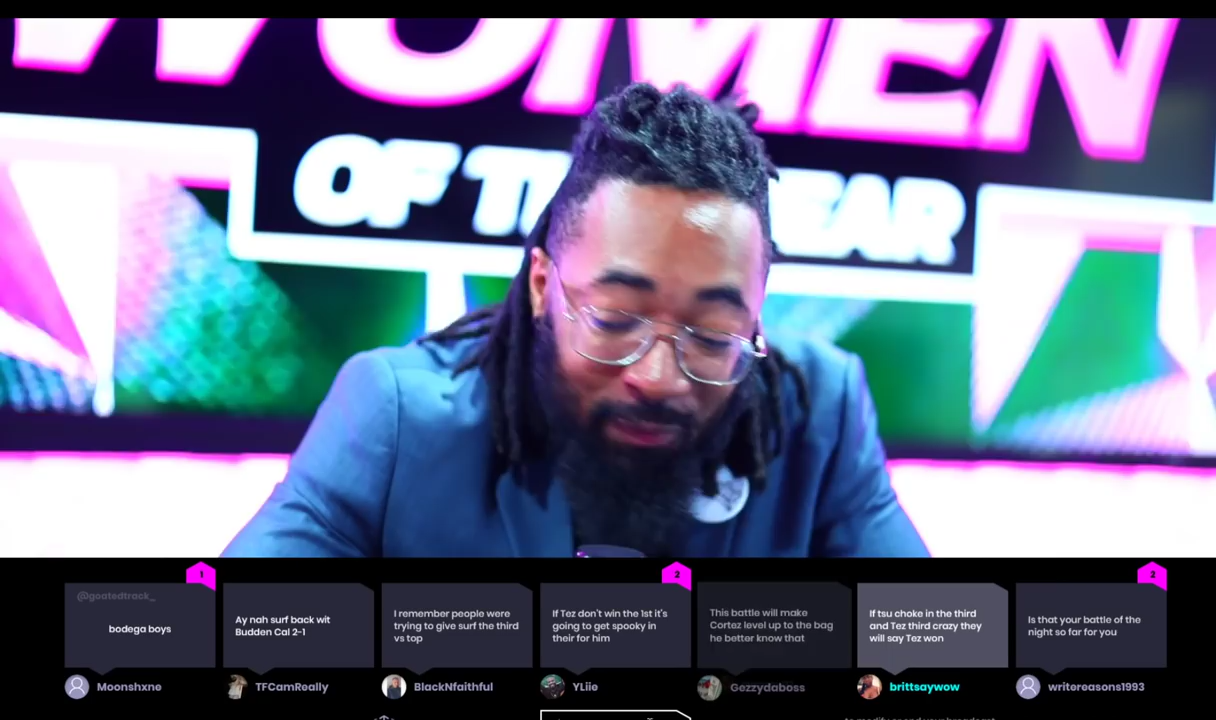 WOMEN
OF T
EAR
1
2
2
@goatedtrack_
bodega boys
Ay nah surf back wit
Budden Cal 2-1
I remember people were
trying to give surf the third
vs top
If Tez don't win the 1st it's
going to get spooky in
their for him
This battle will make
Cortez level up to the bag
he better know that
If tsu choke in the third
and Tez third crazy they
will say Tez won
Is that your battle of the
night so far for you
Moonshxne
TFCamReally
BlackNfaithful
YLiie
Gezzydaboss
brittsaywow
writereasons1993